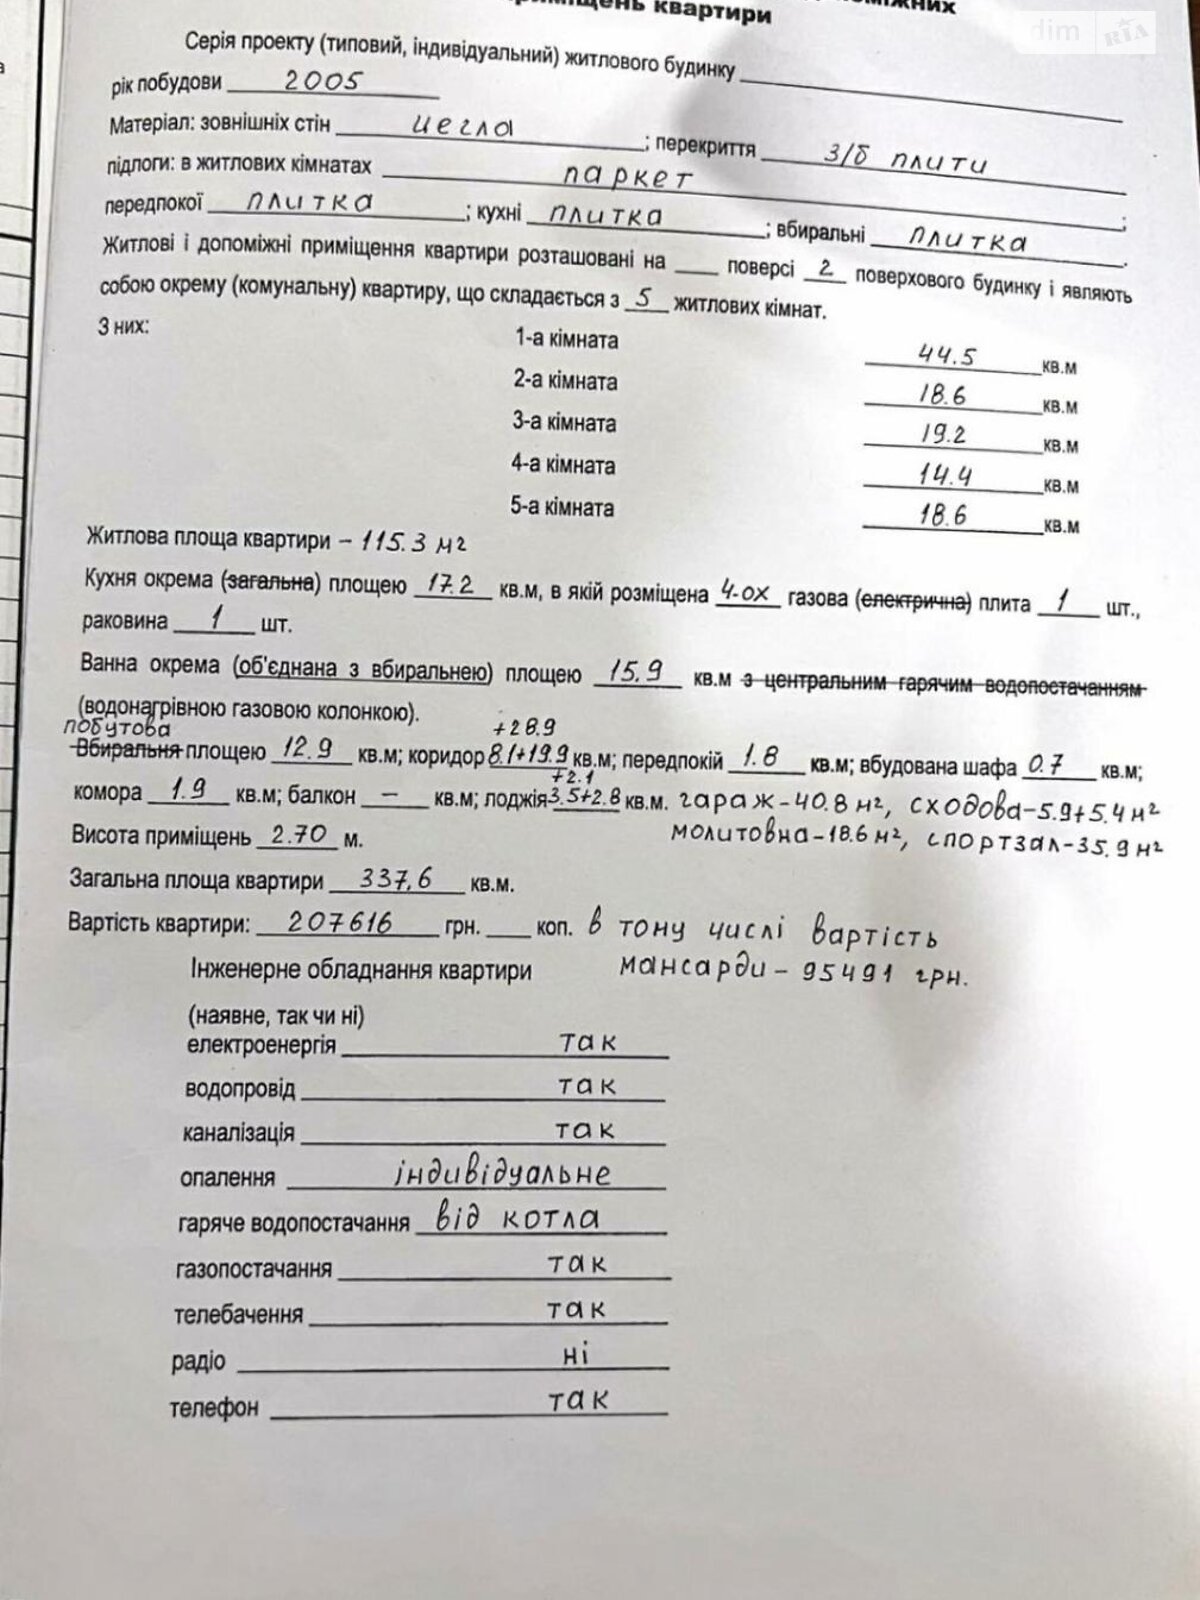 приміщень квартири
dim RIA
Серія проекту (типовий, індивідуальний) житлового будинку
рік побудови 2005
Матеріал: зовнішніх стін цегла ; перекриття з/б плити
підлоги: в житлових кімнатах паркет ;
передпокої плитка ; кухні плитка ; вбиральні плитка .
Житлові і допоміжні приміщення квартири розташовані на ____ поверсі 2 поверхового будинку і являють
собою окрему (комунальну) квартиру, що складається з 5 житлових кімнат.
З них:
1-а кімната 44.5 кв.м
2-а кімната 18.6 кв.м
3-а кімната 19.2 кв.м
4-а кімната 14.4 кв.м
5-а кімната 18.6 кв.м
Житлова площа квартири – 115.3 м²
Кухня окрема (загальна) площею 17.2 кв.м, в якій розміщена 4-ох газова (електрична) плита 1 шт.,
раковина 1 шт.
Ванна окрема (об'єднана з вбиральнею) площею 15.9 кв.м з центральним гарячим водопостачанням
(водонагрівною газовою колонкою).
побутова +28.9
Вбиральня площею 12.9 кв.м; коридор 8.1+19.9 кв.м; передпокій 1.8 кв.м; вбудована шафа 0.7 кв.м;
+2.1
комора 1.9 кв.м; балкон – кв.м; лоджія 3.5+2.8 кв.м. гараж-40.8 м², сходова-5.9+5.4 м²
молитовна-18.6 м², спортзал-35.9 м²
Висота приміщень 2.70 м.
Загальна площа квартири 337,6 кв.м.
Вартість квартири: 207616 грн. ____ коп. в тому числі вартість
мансарди – 95491 грн.
Інженерне обладнання квартири
(наявне, так чи ні)
електроенергія так
водопровід так
каналізація так
опалення індивідуальне
гаряче водопостачання від котла
газопостачання так
телебачення так
радіо ні
телефон так